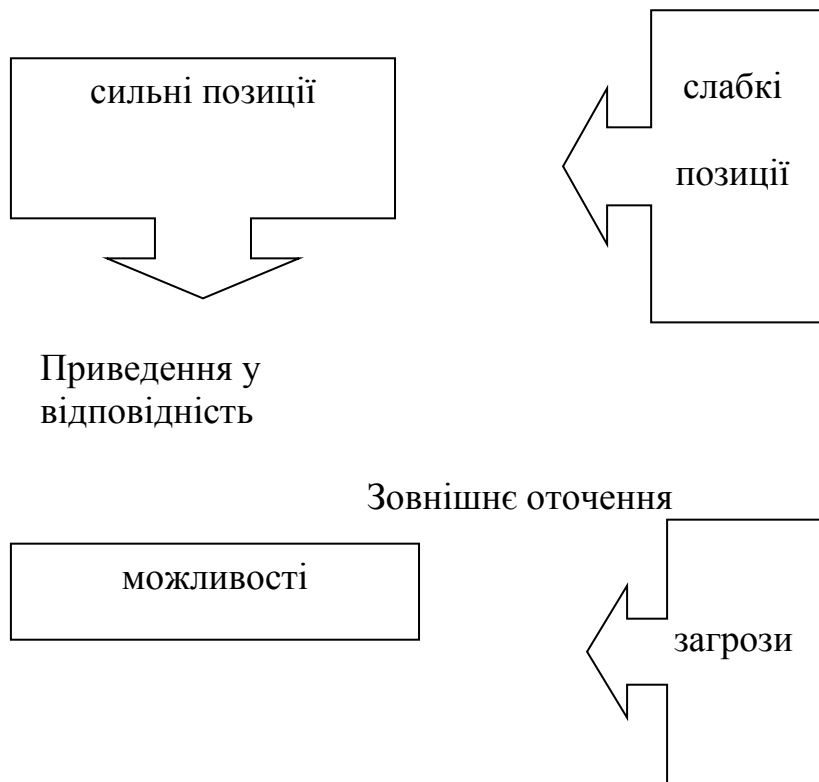 сильні позиції
слабкі
позиції
Приведення у
відповідність
Зовнішнє оточення
можливості
загрози